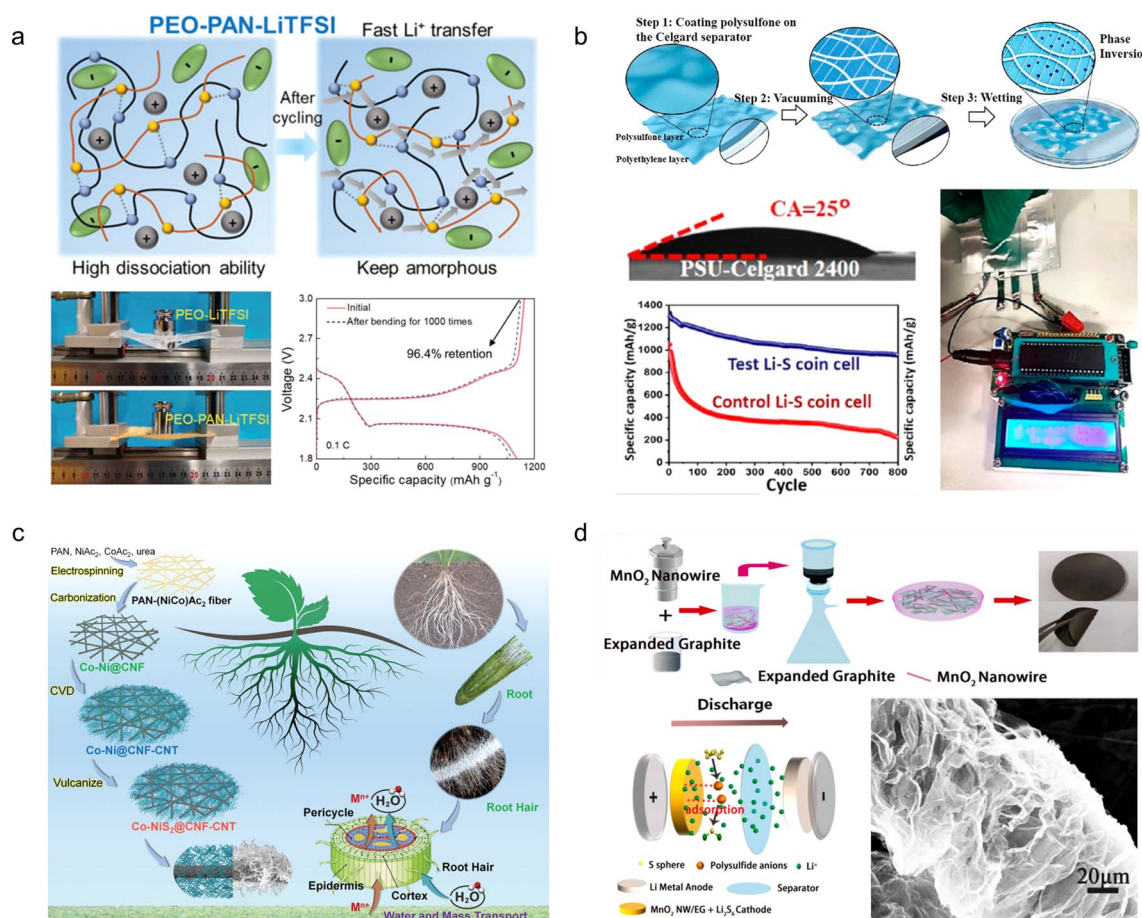 a
PEO-PAN-LiTFSI
Fast Li⁺ transfer
After
cycling
High dissociation ability
Keep amorphous
PEO-LiTFSI
PEO-PAN-LiTFSI
3.0
2.7
2.4
2.1
1.8
Voltage (V)
Initial
After bending for 1000 times
96.4% retention
0.1 C
0 300 600 900 1200
Specific capacity (mAh g⁻¹)
b
Step 1: Coating polysulfone on
the Celgard separator
Step 2: Vacuuming
Step 3: Wetting
Phase
Inversion
Polysulfone layer
Polyethylene layer
CA=25°
PSU-Celgard 2400
1400
1200
1000
800
600
400
200
0
Specific capacity (mAh/g)
Test Li-S coin cell
Control Li-S coin cell
1400
1200
1000
800
600
400
200
Specific capacity (mAh/g)
0 100 200 300 400 500 600 700 800
Cycle
c
PAN, NiAc₂, CoAc₂, urea
Electrospinning
PAN-(NiCo)Ac₂ fiber
Carbonization
Co-Ni@CNF
CVD
Co-Ni@CNF-CNT
Vulcanize
Co-NiS₂@CNF-CNT
Root
Root Hair
Pericycle
Mⁿ⁺
H₂O
Root Hair
Epidermis
Cortex
Mⁿ⁺
H₂O
Water and Mass Transport
d
MnO₂ Nanowire
+
Expanded Graphite
Expanded Graphite
MnO₂ Nanowire
Discharge
+
adsorption
-
S sphere
Polysulfide anions
Li⁺
Li Metal Anode
Separator
MnO₂ NW/EG + Li₂S₆ Cathode
20μm